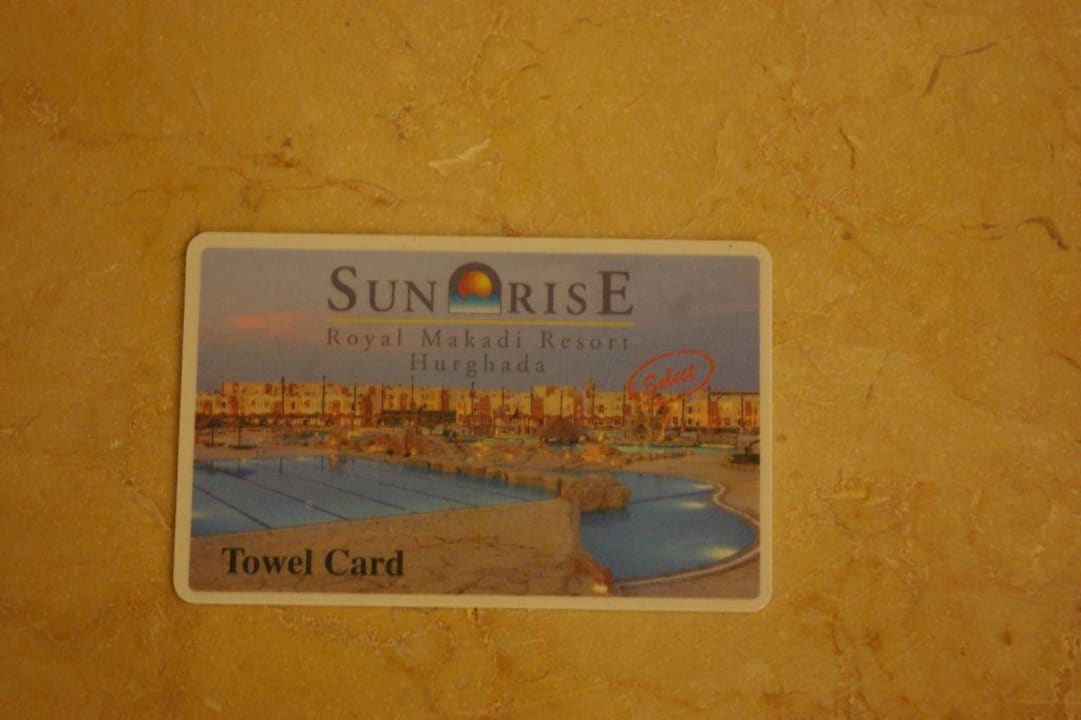 SUNRISE
Royal Makadi Resort
Hurghada
Select
Towel Card